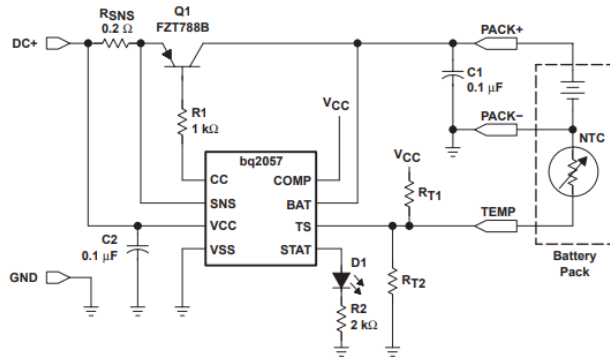 DC+
RSNS
0.2 Ω
Q1
FZT788B
PACK+
C1
0.1 µF
VCC
R1
1 kΩ
PACK−
VCC
NTC
bq2057
CC
COMP
SNS
BAT
VCC
TS
VSS
STAT
RT1
TEMP
C2
0.1 µF
D1
RT2
Battery
Pack
GND
R2
2 kΩ